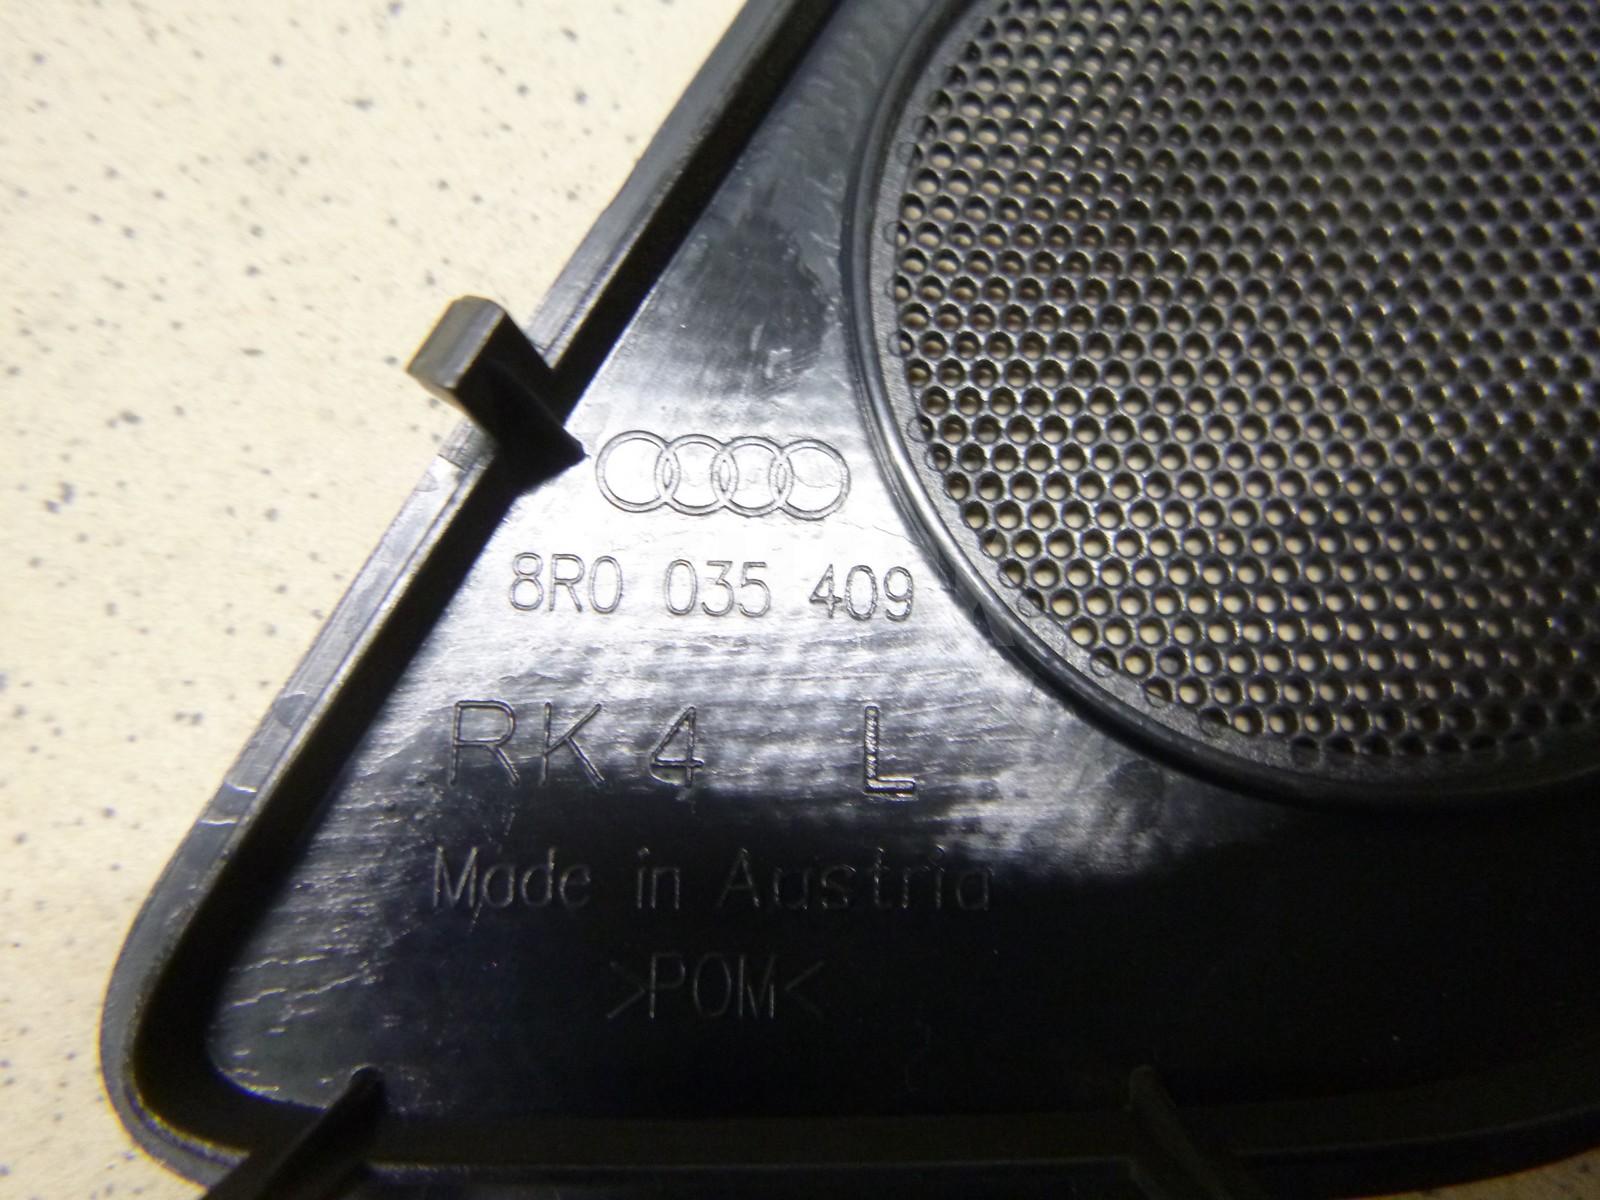 8R0 035 409
RK 4 L
Made in Austria
>POM<